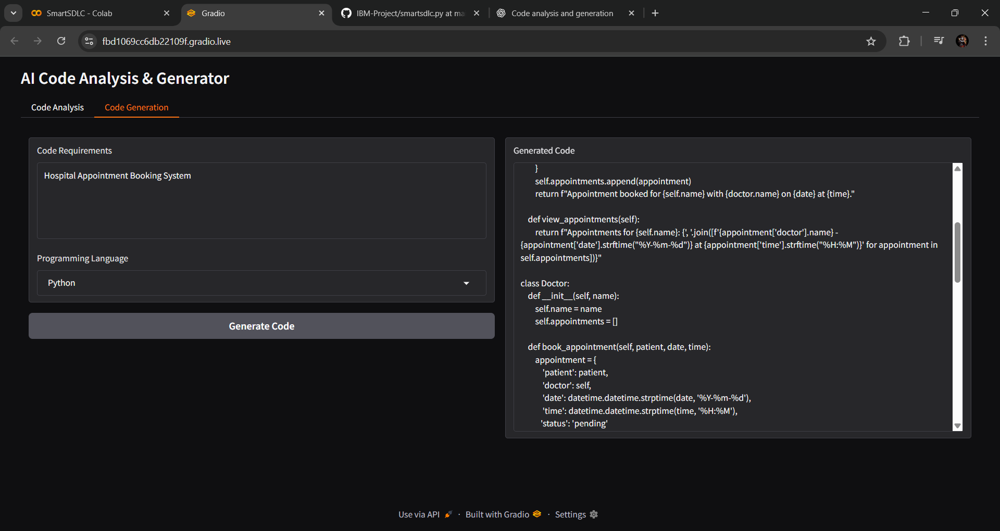 SmartSDLC - Colab
Gradio
IBM-Project/smartsdlc.py at ma
Code analysis and generation
fbd1069cc6db22109f.gradio.live
AI Code Analysis & Generator
Code Analysis
Code Generation
Code Requirements
Hospital Appointment Booking System
Programming Language
Python
Generate Code
Generated Code
}
self.appointments.append(appointment)
return f"Appointment booked for {self.name} with {doctor.name} on {date} at {time}."
def view_appointments(self):
return f"Appointments for {self.name}: {', '.join([f'{appointment['doctor'].name} -
{appointment['date'].strftime("%Y-%m-%d")} at {appointment['time'].strftime("%H:%M")}' for appointment in
self.appointments])}"
class Doctor:
def __init__(self, name):
self.name = name
self.appointments = []
def book_appointment(self, patient, date, time):
appointment = {
'patient': patient,
'doctor': self,
'date': datetime.datetime.strptime(date, '%Y-%m-%d'),
'time': datetime.datetime.strptime(time, '%H:%M'),
'status': 'pending'
Use via API · Built with Gradio · Settings